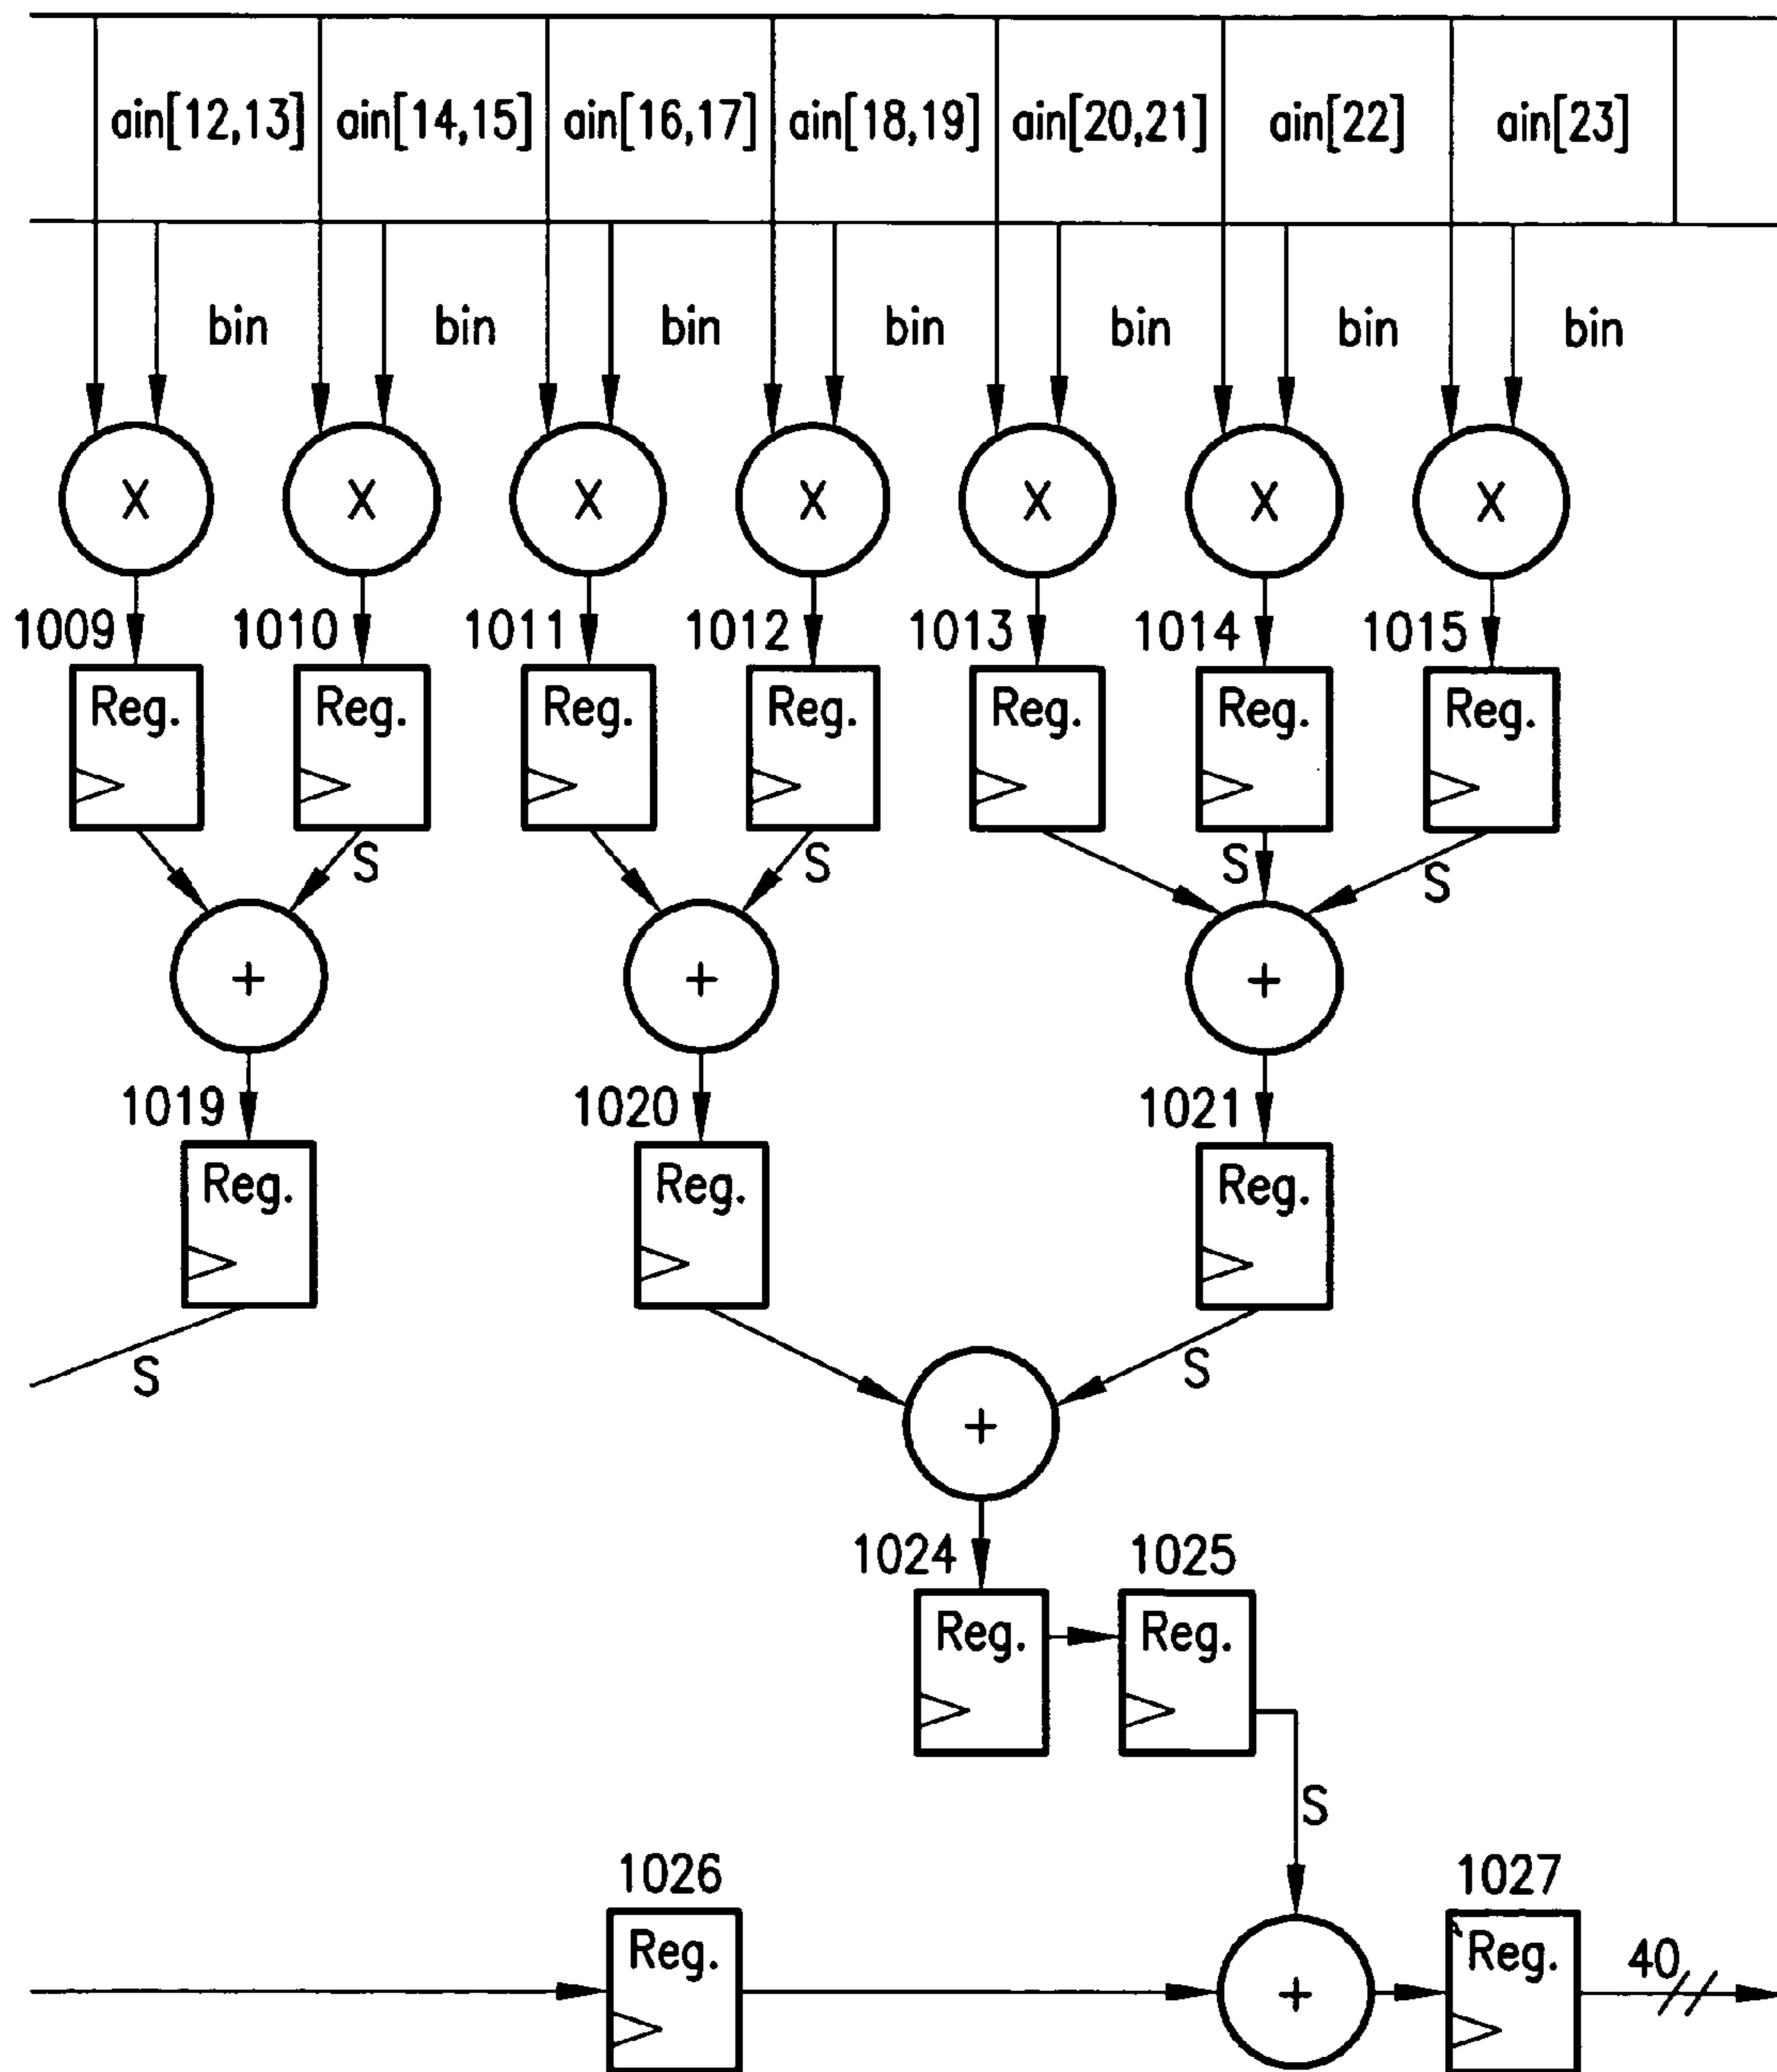 ain[12,13] ain[14,15] ain[16,17] ain[18,19] ain[20,21] ain[22] ain[23]
bin bin bin bin bin bin bin
X X X X X X X
1009 1010 1011 1012 1013 1014 1015
Reg. Reg. Reg. Reg. Reg. Reg. Reg.
S S S S
+ + +
1019 1020 1021
Reg. Reg. Reg.
S S
+
1024 1025
Reg. Reg.
S
1026 1027
Reg. Reg. 40
+